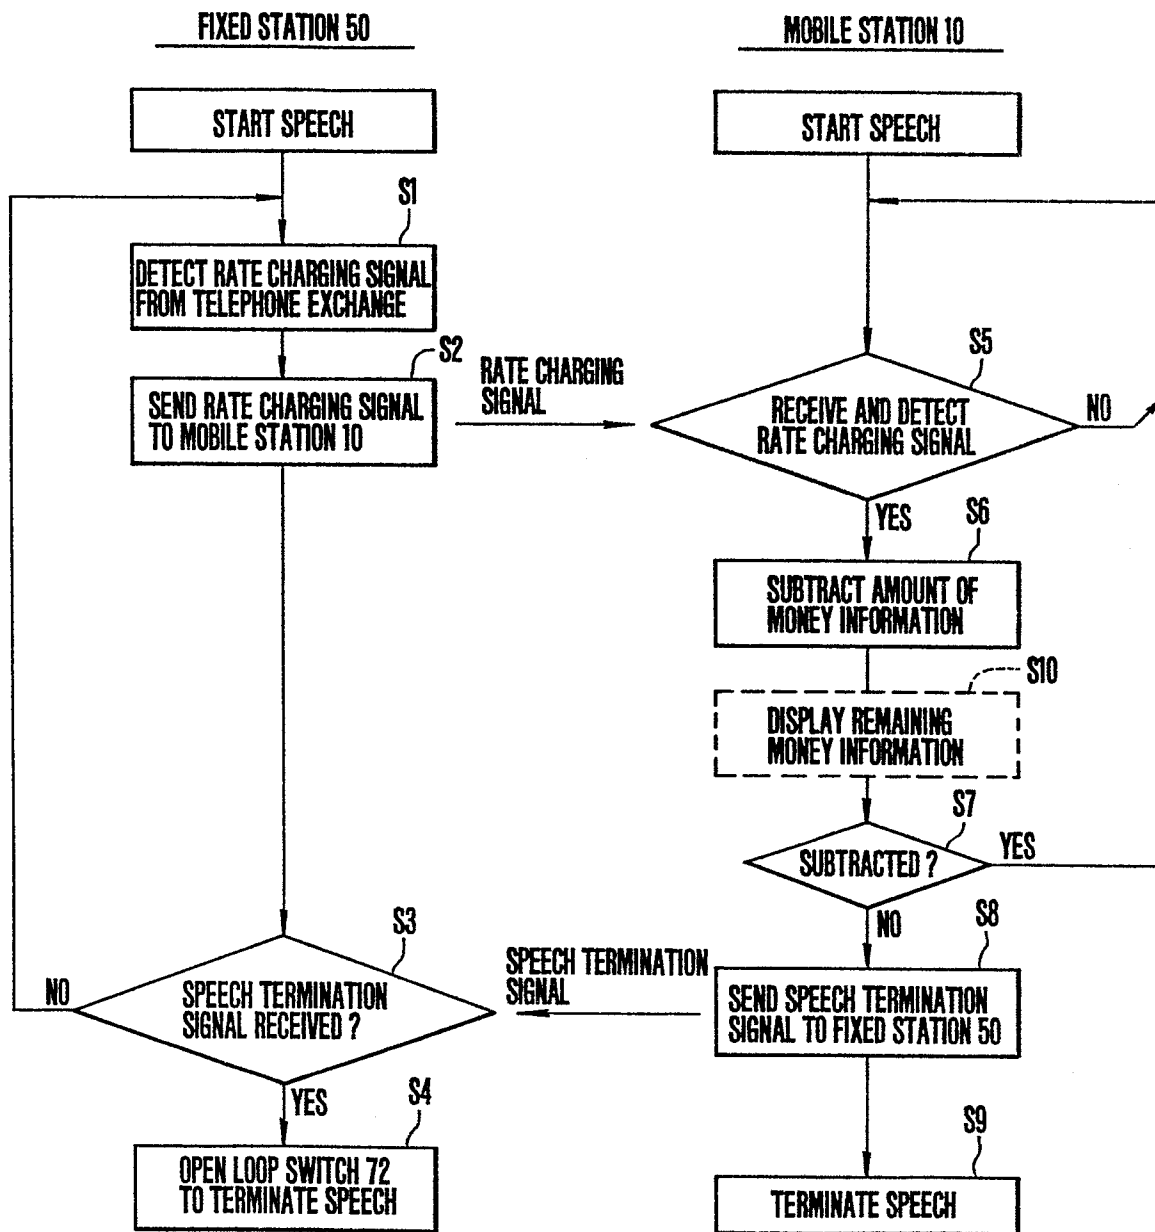 FIXED STATION 50
START SPEECH
S1
DETECT RATE CHARGING SIGNAL
FROM TELEPHONE EXCHANGE
S2
SEND RATE CHARGING SIGNAL
TO MOBILE STATION 10
RATE CHARGING
SIGNAL
S3
SPEECH TERMINATION
SIGNAL RECEIVED ?
NO
YES
S4
OPEN LOOP SWITCH 72
TO TERMINATE SPEECH
MOBILE STATION 10
START SPEECH
S5
RECEIVE AND DETECT
RATE CHARGING SIGNAL
NO
YES
S6
SUBTRACT AMOUNT OF
MONEY INFORMATION
S10
DISPLAY REMAINING
MONEY INFORMATION
S7
SUBTRACTED ?
YES
NO
S8
SEND SPEECH TERMINATION
SIGNAL TO FIXED STATION 50
SPEECH TERMINATION
SIGNAL
S9
TERMINATE SPEECH